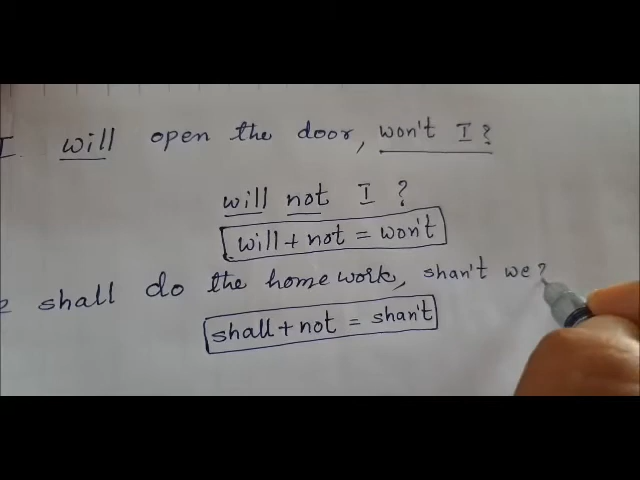 I will open the door, won't I?
will not I ?
will + not = won't
shall do the home work, shan't we?
shall + not = shan't